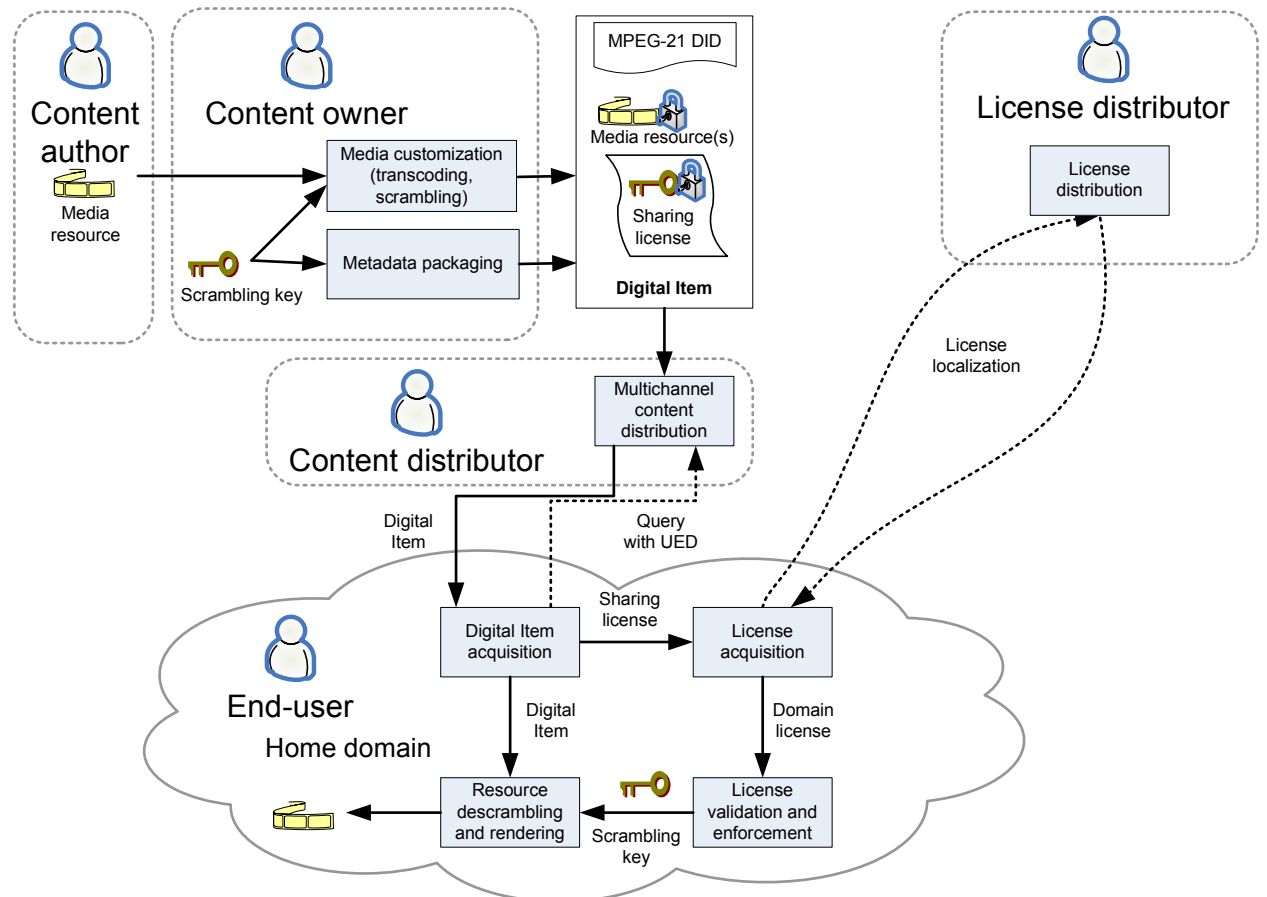 Content
author
Media
resource
Content owner
Media customization
(transcoding,
scrambling)
Scrambling key
Metadata packaging
MPEG-21 DID
Media resource(s)
Sharing
license
Digital Item
License distributor
License
distribution
License
localization
Content distributor
Multichannel
content
distribution
Digital
Item
Query
with UED
End-user
Home domain
Digital Item
acquisition
Sharing
license
License
acquisition
Digital
Item
Domain
license
Resource
descrambling
and rendering
Scrambling
key
License
validation and
enforcement